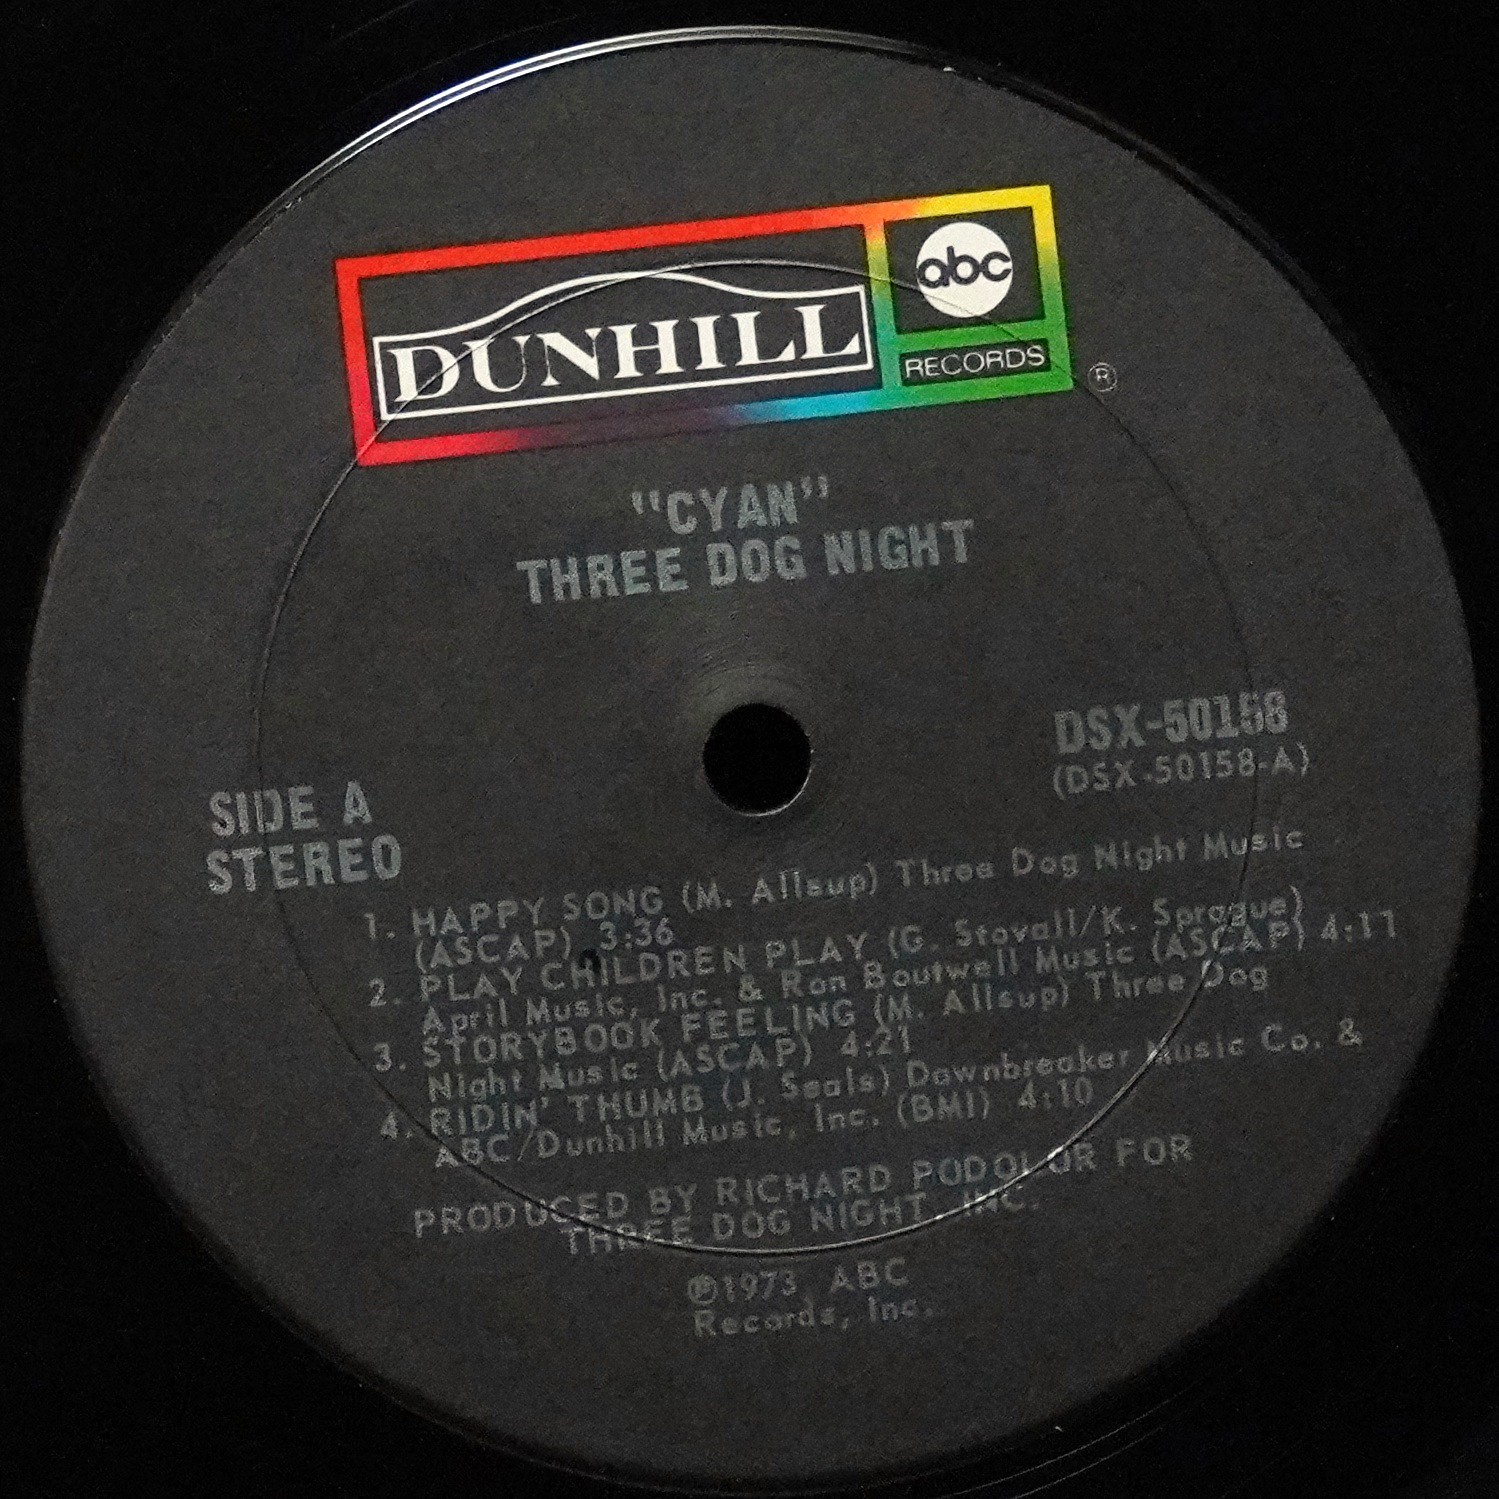 DUNHILL
abc
RECORDS
®
"CYAN"
THREE DOG NIGHT
DSX-50158
(DSX-50158-A)
SIDE A
STEREO
1. HAPPY SONG (M. Allsup) Three Dog Night Music
(ASCAP) 3:36
2. PLAY CHILDREN PLAY (G. Stovall/K. Sprague)
April Music, Inc. & Ron Boutwell Music (ASCAP) 4:11
3. STORYBOOK FEELING (M. Allsup) Three Dog
Night Music (ASCAP) 4:21
4. RIDIN' THUMB (J. Seals) Dawnbreaker Music Co. &
ABC/Dunhill Music, Inc. (BMI) 4:10
PRODUCED BY RICHARD PODOLOR FOR
THREE DOG NIGHT, INC.
℗1973, ABC
Records, Inc.